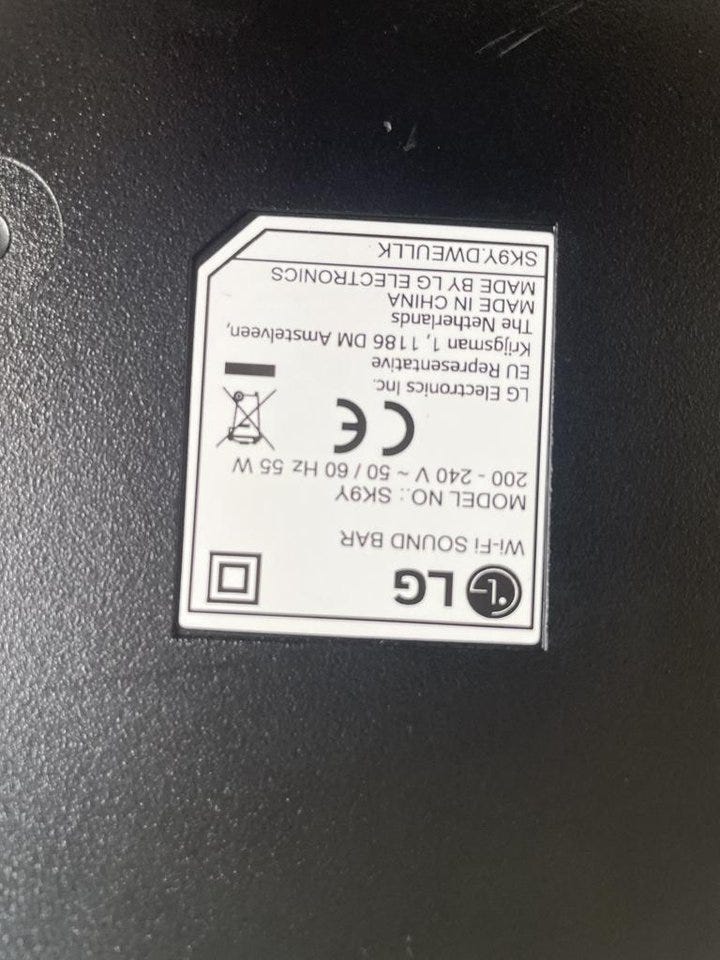 LG
Wi-Fi SOUND BAR
MODEL NO.: SK9Y
200 - 240 V ~ 50 / 60 Hz 55 W
CE
LG Electronics Inc.
EU Representative
Krijgsman 1, 1186 DM Amstelveen,
The Netherlands
MADE IN CHINA
MADE BY LG ELECTRONICS
SK9Y.DWEULLK